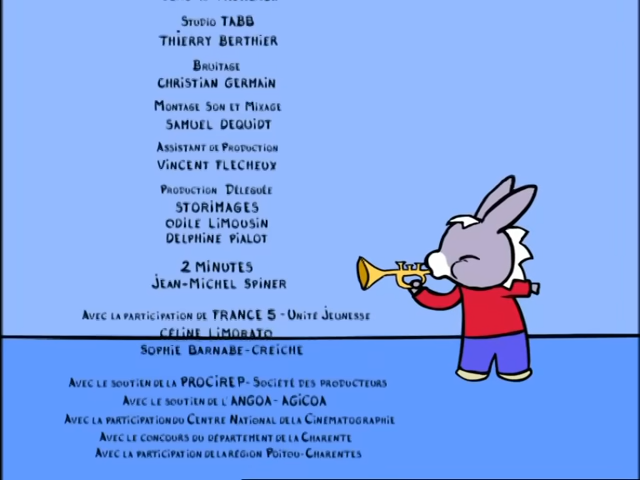 Studio TABB
THIERRY BERTHIER
Bruitage
CHRISTIAN GERMAIN
Montage Son et Mixage
SAMUEL DEQUIDT
Assistant de Production
VINCENT FLECHEUX
Production Déleguée
STORIMAGES
ODILE LIMOUSIN
DELPHINE PIALOT
2 MINUTES
JEAN-MICHEL SPINER
Avec la participation de FRANCE 5 - Unité Jeunesse
CÉLINE LIMORATO
SOPHIE BARNABE-CREICHE
Avec le soutien de la PROCIREP - Société des producteurs
Avec le soutien de l'ANGOA - AGICOA
Avec la participation du Centre National de la Cinematographie
Avec le concours du département de la Charente
Avec la participation de la région Poitou-Charentes